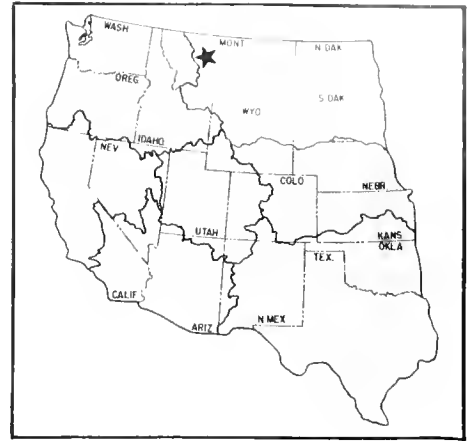 WASH
MONT
N DAK
OREG
S DAK
WYO
IDAHO
NEV
COLO
NEBR
UTAH
KANS
OKLA
TEX.
CALIF
N MEX
ARIZ